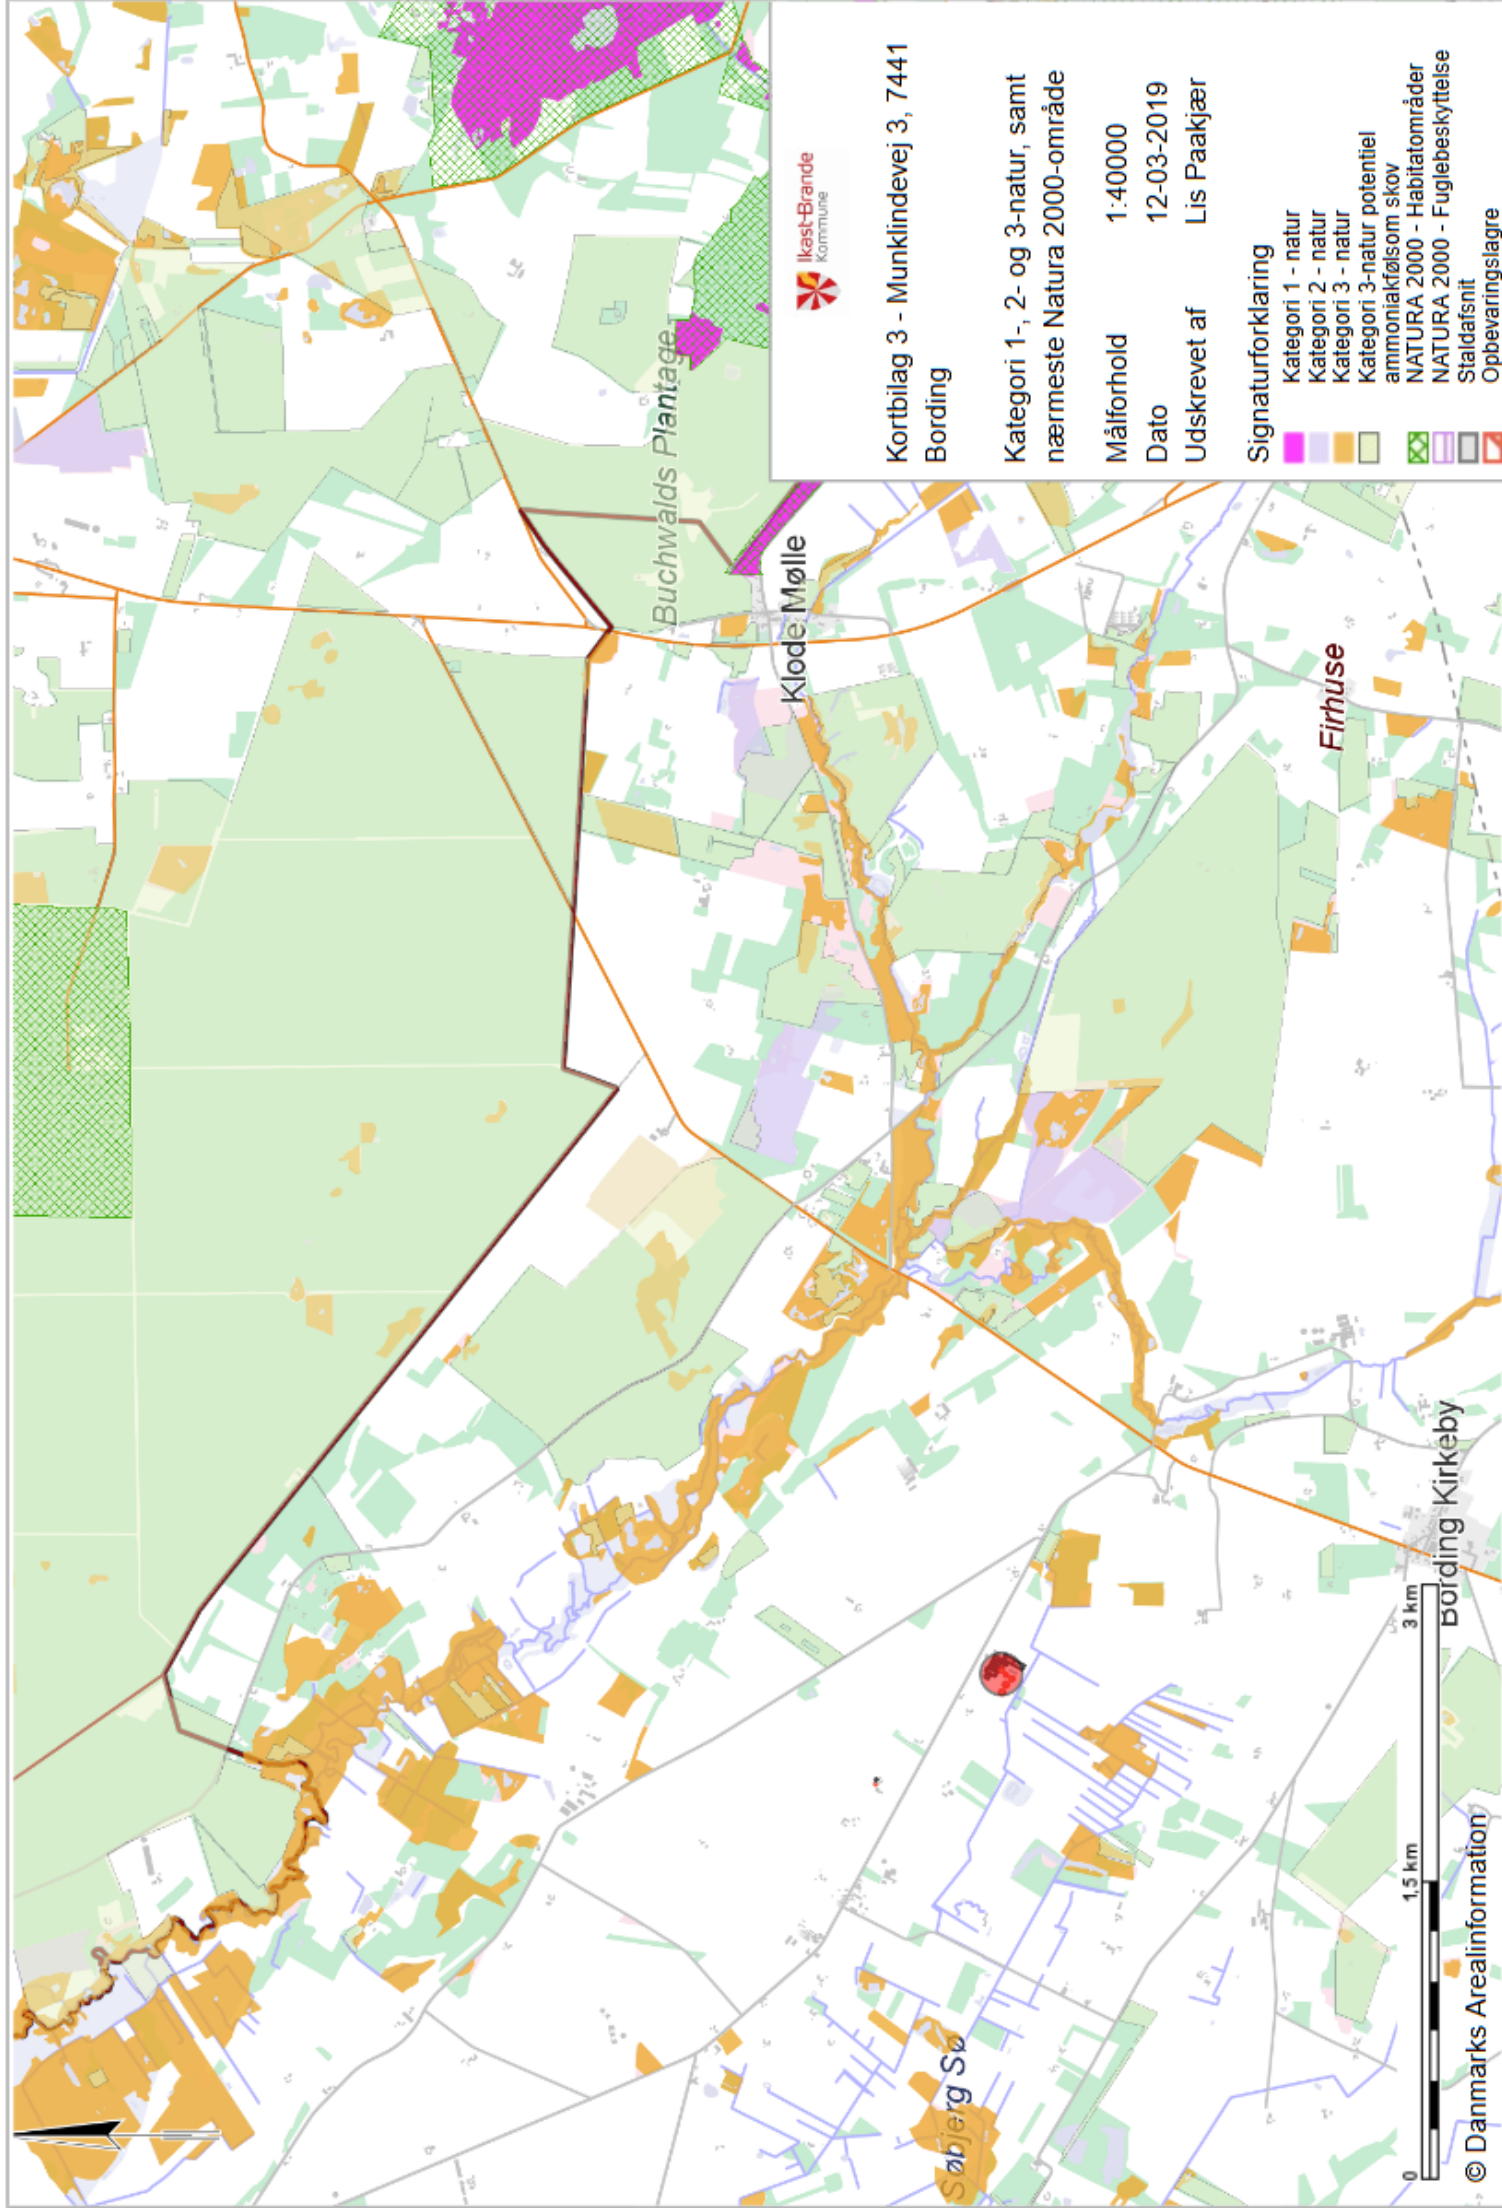 Buchwalds Plantage
Klode Mølle
Firhuse
Bording Kirkeby
Søbjerg Sø
0
1,5 km
3 km
© Danmarks Arealinformation
Ikast-Brande
Kommune
Kortbilag 3 - Munklindevej 3, 7441
Bording
Kategori 1-, 2- og 3-natur, samt
nærmeste Natura 2000-område
Målforhold 1:40000
Dato 12-03-2019
Udskrevet af Lis Paakjær
Signaturforklaring
Kategori 1 - natur
Kategori 2 - natur
Kategori 3 - natur
Kategori 3-natur potentiel
ammoniakfølsom skov
NATURA 2000 - Habitatområder
NATURA 2000 - Fuglebeskyttelse
Staldafsnit
Opbevaringslagre